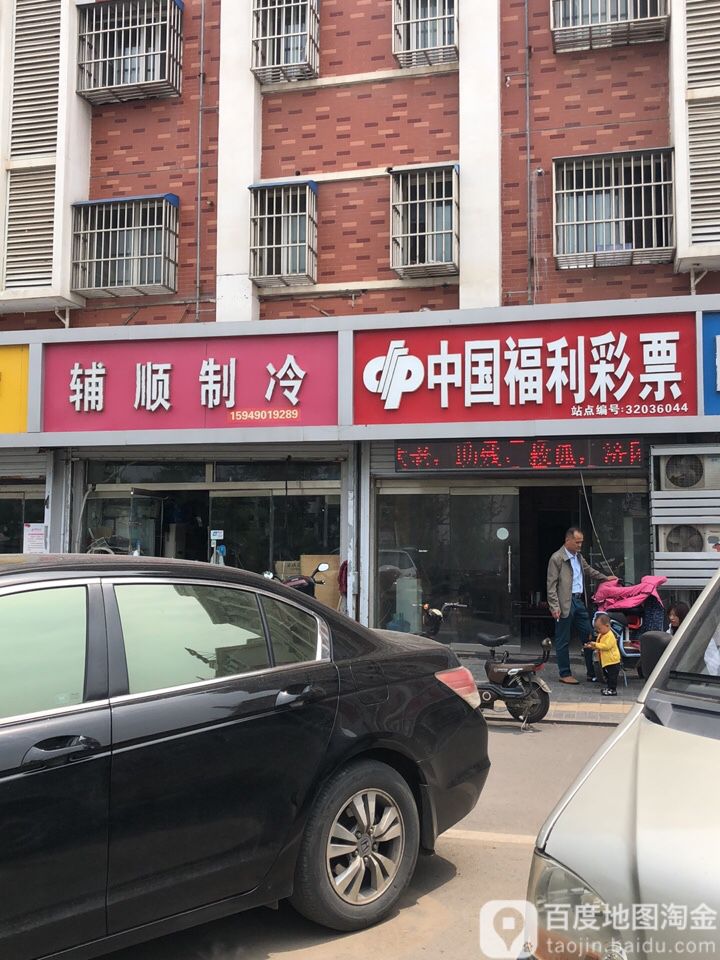 辅顺制冷
15949019289
中国福利彩票
站点编号:32036044
百度地图淘金
taojin.baidu.com